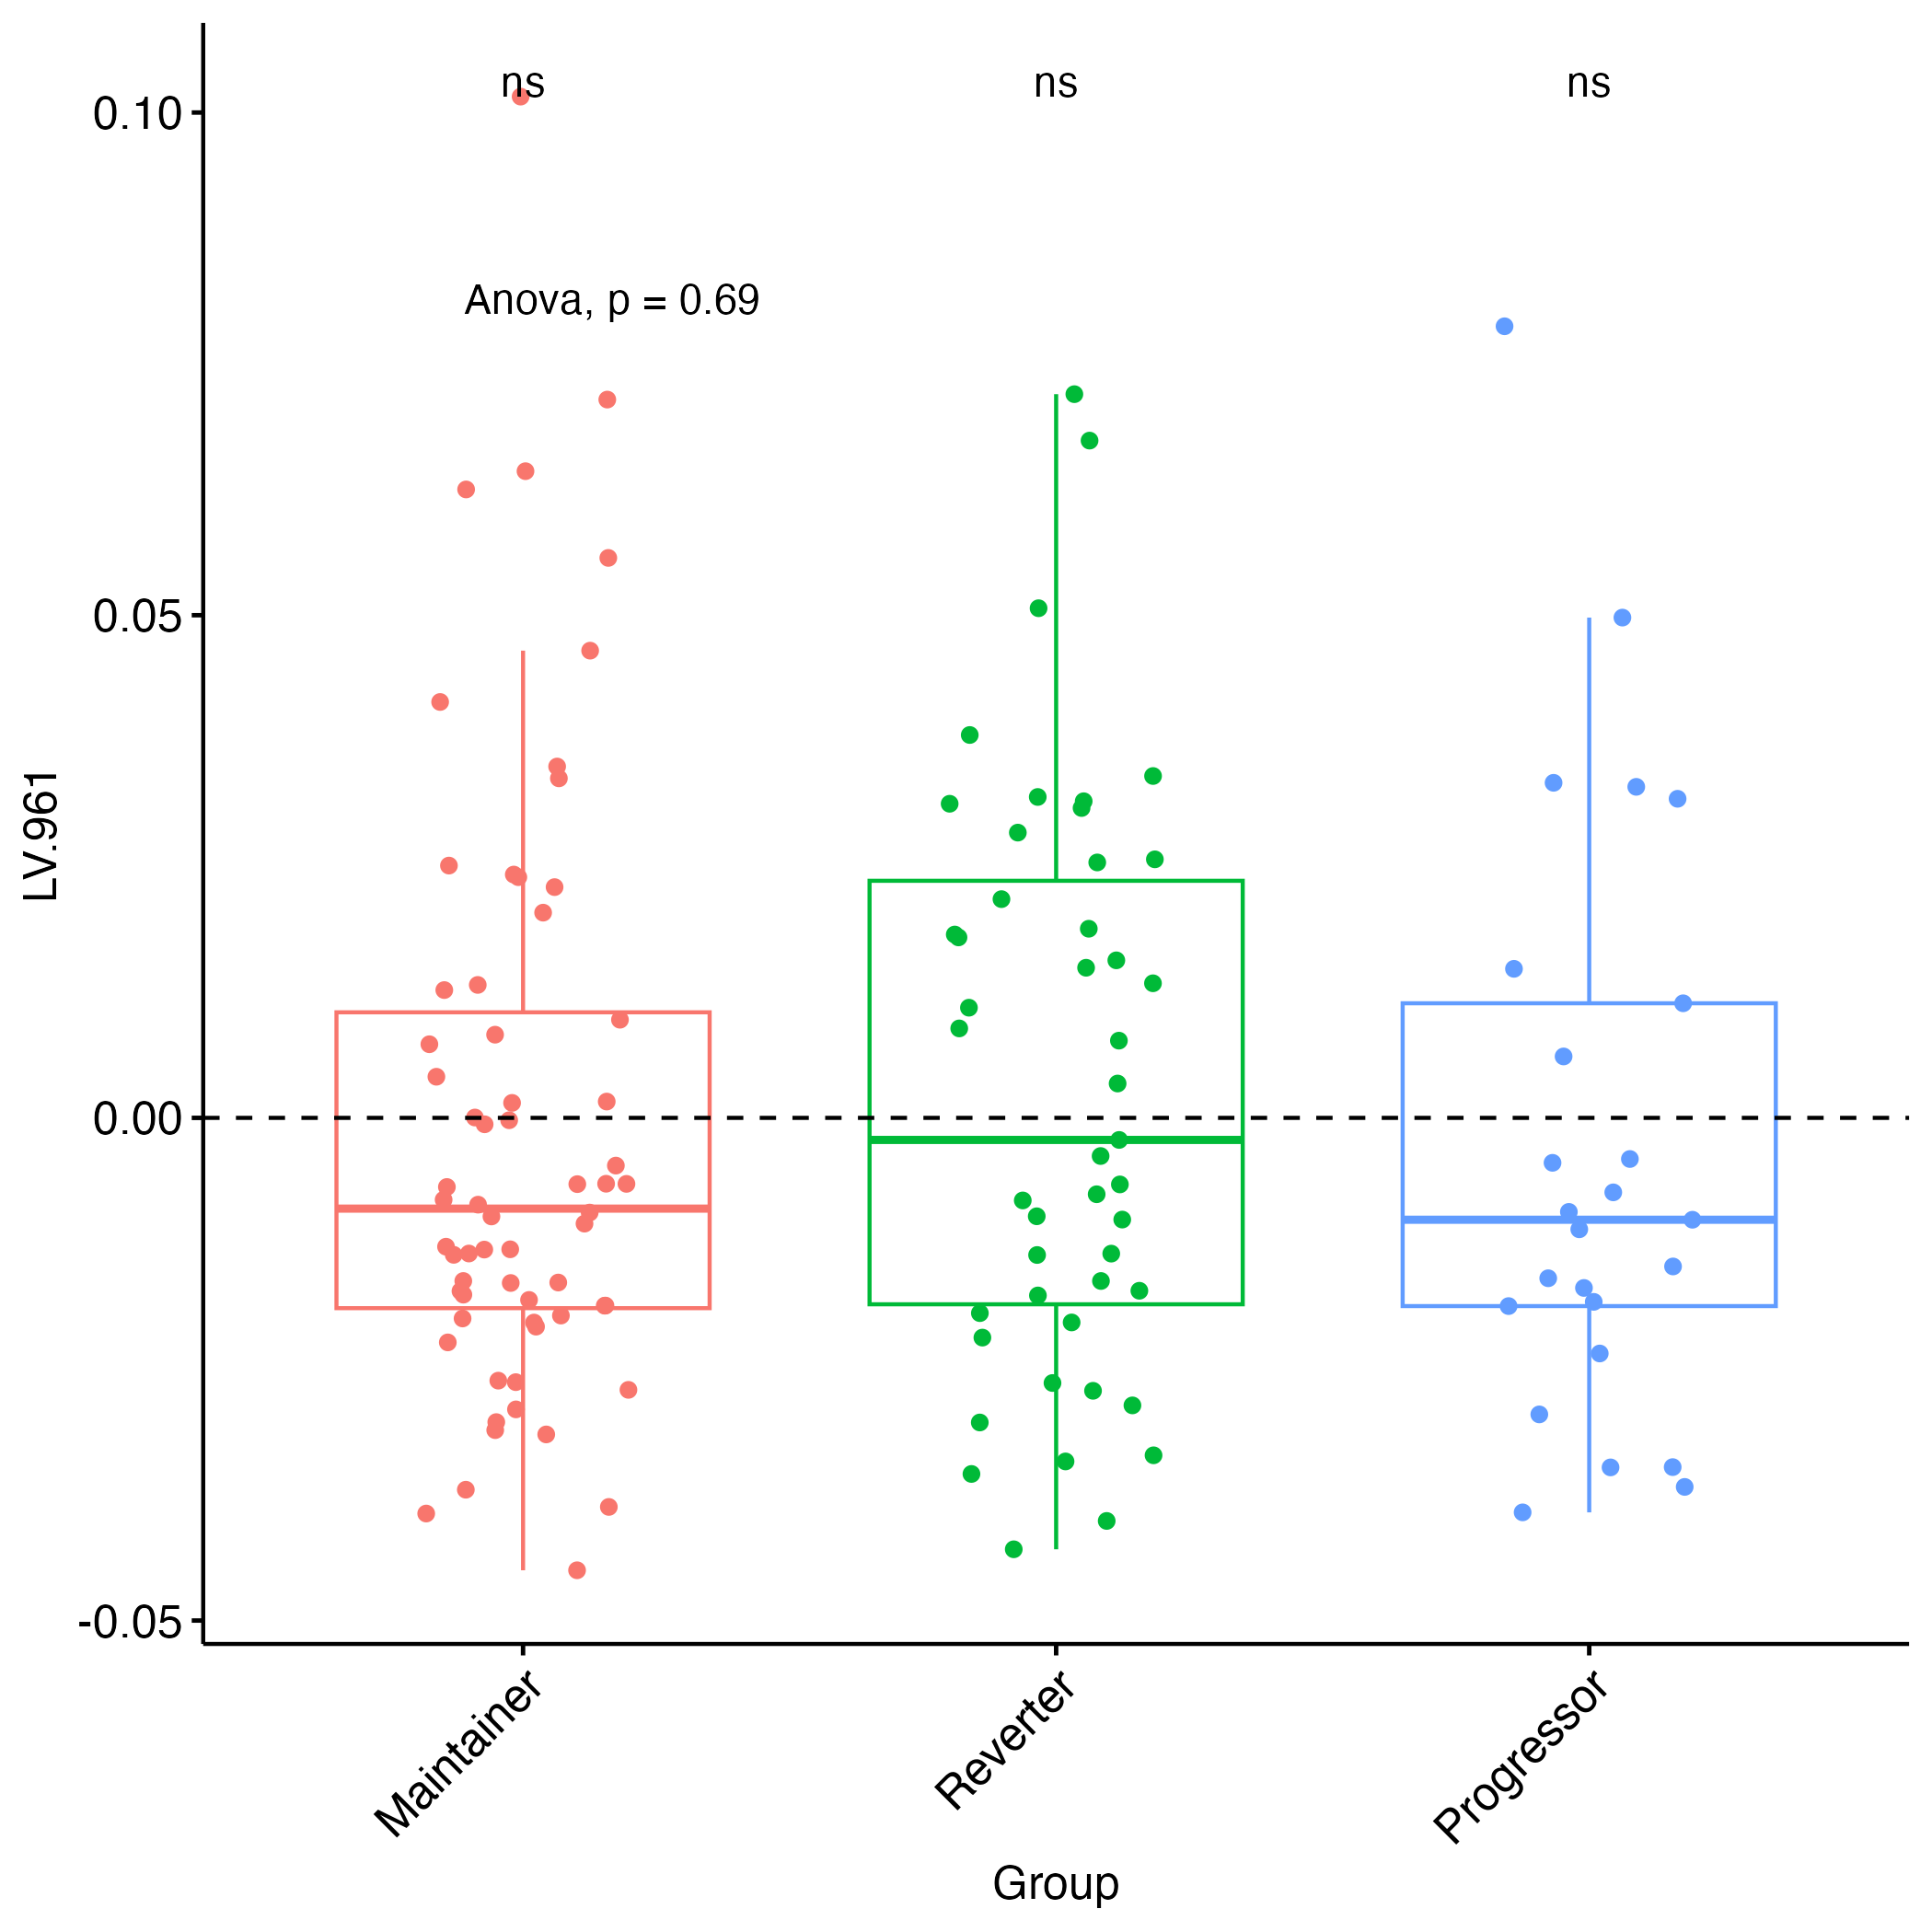 ns ns ns
0.10
Anova, p = 0.69
0.05
LV.961
0.00
-0.05
Maintainer Reverter Progressor
Group